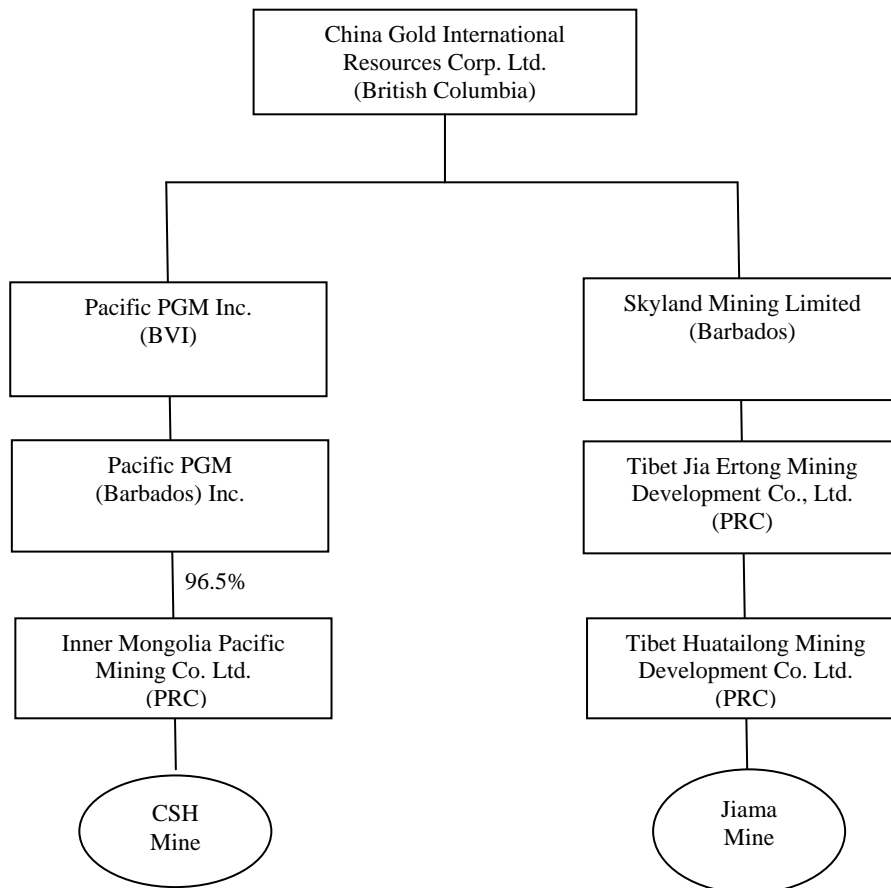 China Gold International
Resources Corp. Ltd.
(British Columbia)
Pacific PGM Inc.
(BVI)
Skyland Mining Limited
(Barbados)
Pacific PGM
(Barbados) Inc.
Tibet Jia Ertong Mining
Development Co., Ltd.
(PRC)
96.5%
Inner Mongolia Pacific
Mining Co. Ltd.
(PRC)
Tibet Huatailong Mining
Development Co. Ltd.
(PRC)
CSH
Mine
Jiama
Mine